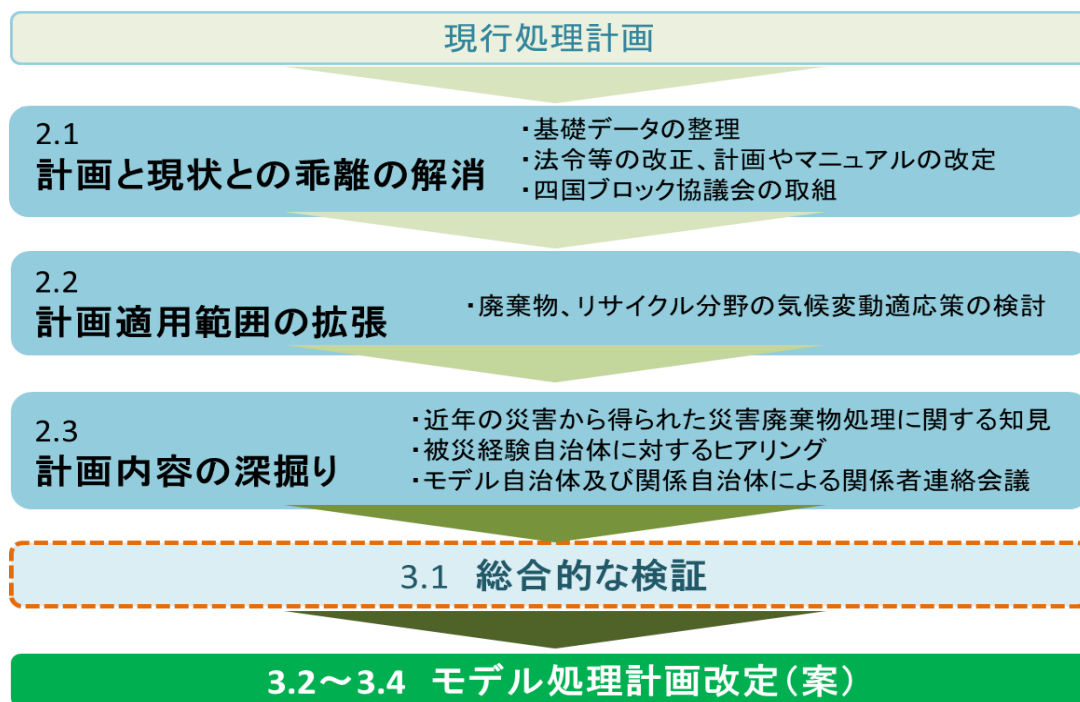 現行処理計画
2.1
計画と現状との乖離の解消
・基礎データの整理
・法令等の改正、計画やマニュアルの改定
・四国ブロック協議会の取組
2.2
計画適用範囲の拡張
・廃棄物、リサイクル分野の気候変動適応策の検討
2.3
計画内容の深掘り
・近年の災害から得られた災害廃棄物処理に関する知見
・被災経験自治体に対するヒアリング
・モデル自治体及び関係自治体による関係者連絡会議
3.1 総合的な検証
3.2～3.4 モデル処理計画改定(案)